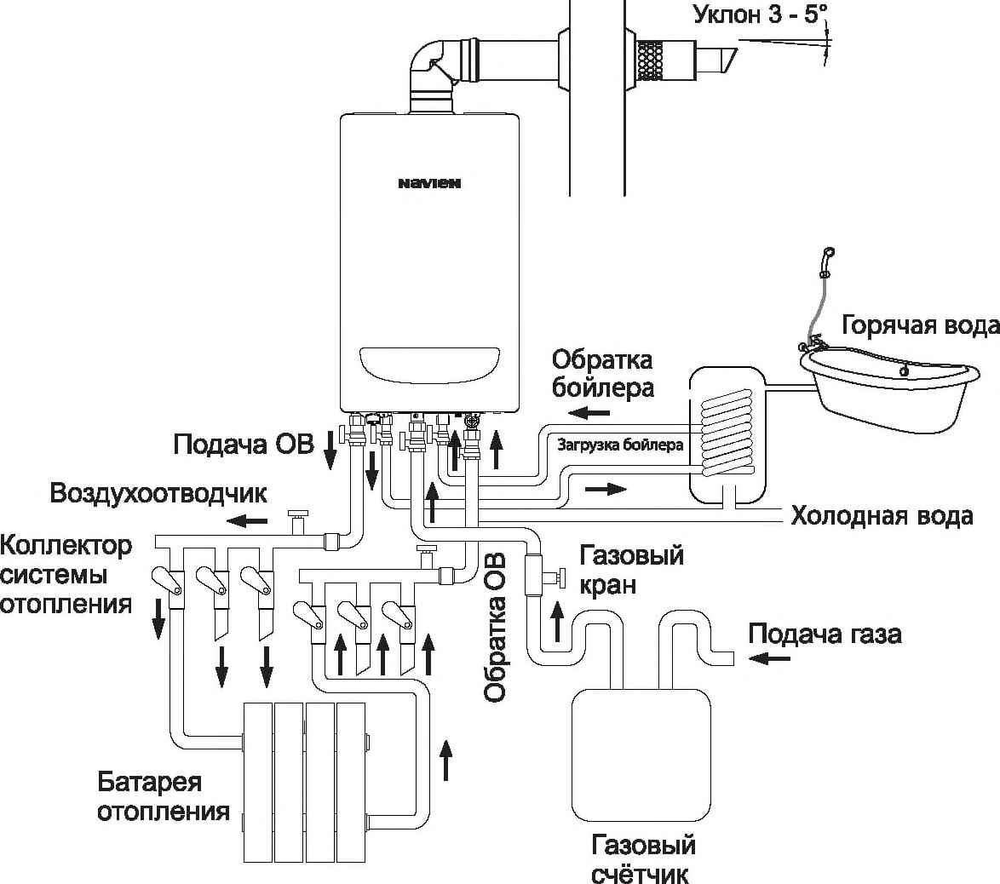 Уклон 3 - 5°
NAVIEN
Горячая вода
Обратка
бойлера
Подача ОВ
Загрузка бойлера
Воздухоотводчик
Холодная вода
Коллектор
системы
отопления
Обратка ОВ
Газовый
кран
Подача газа
Батарея
отопления
Газовый
счётчик